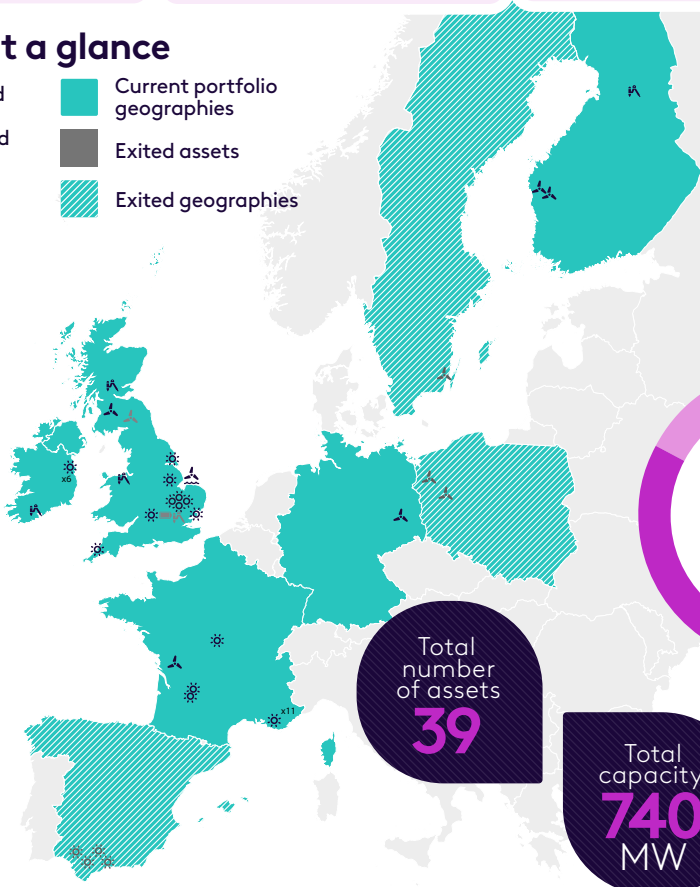 t a glance
d
d
Current portfolio
geographies
Exited assets
Exited geographies
x6
x11
Total
number
of assets
39
Total
capacity
740
MW